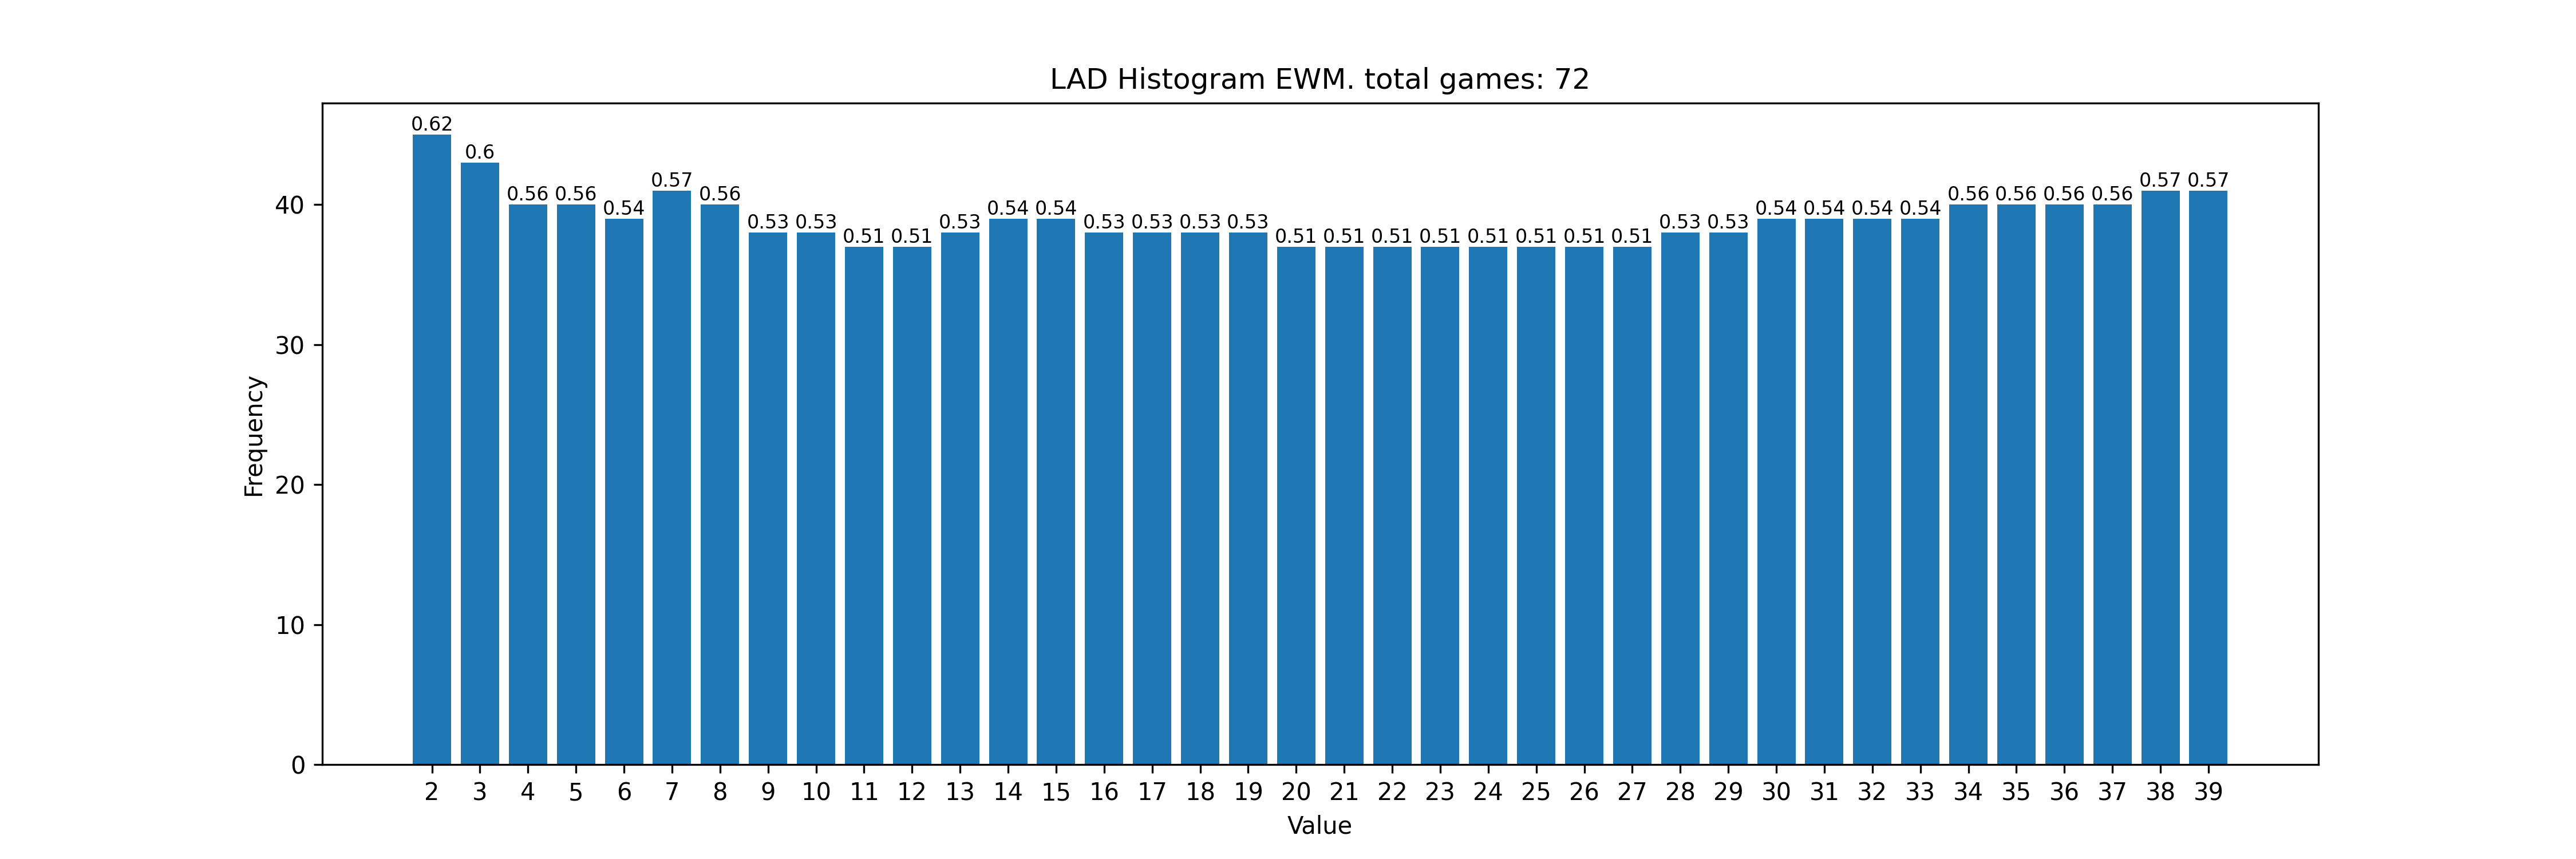 LAD Histogram EWM. total games: 72
0.62 0.6 0.56 0.56 0.54 0.57 0.56 0.53 0.53 0.51 0.51 0.53 0.54 0.54 0.53 0.53 0.53 0.53 0.51 0.51 0.51 0.51 0.51 0.51 0.51 0.51 0.53 0.53 0.54 0.54 0.54 0.54 0.56 0.56 0.56 0.56 0.57 0.57
Frequency
40
30
20
10
0
2 3 4 5 6 7 8 9 10 11 12 13 14 15 16 17 18 19 20 21 22 23 24 25 26 27 28 29 30 31 32 33 34 35 36 37 38 39
Value